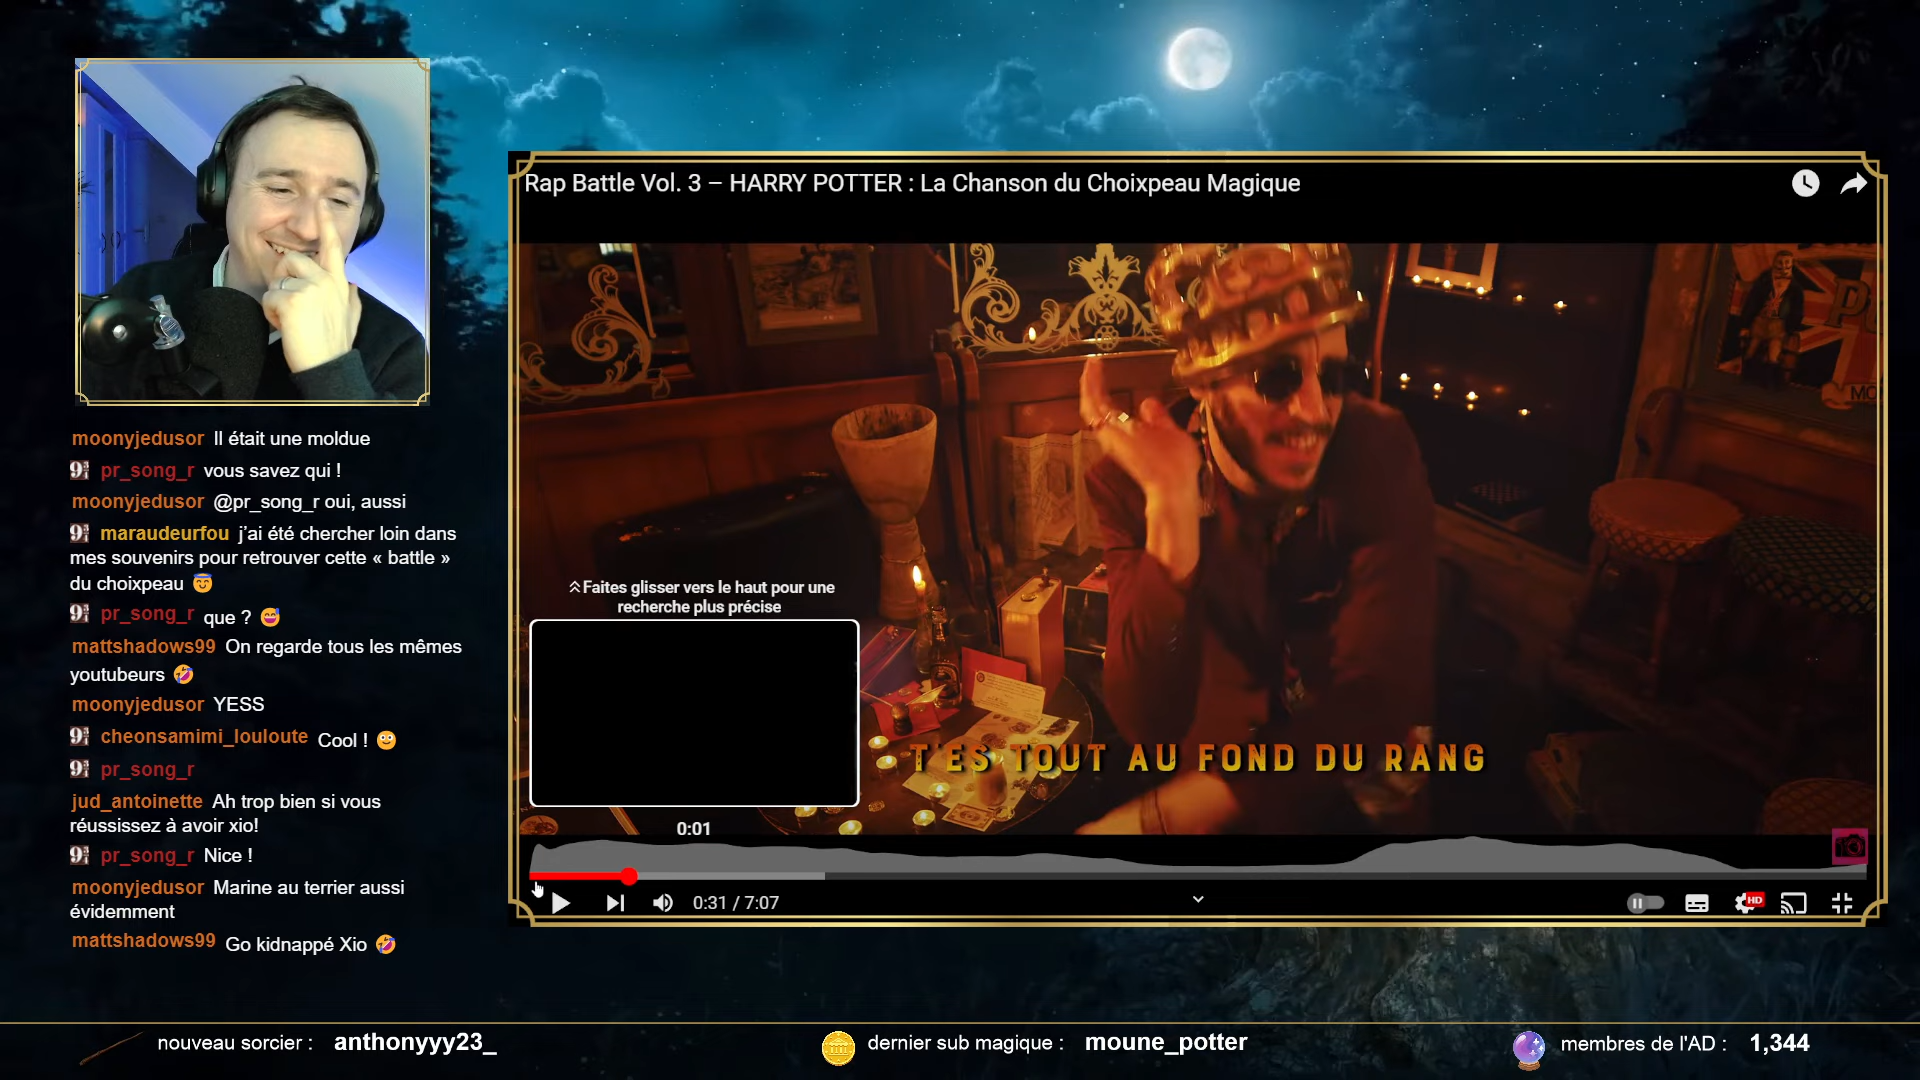 Rap Battle Vol. 3 – HARRY POTTER : La Chanson du Choixpeau Magique
moonyjedusor Il était une moldue
pr_song_r vous savez qui !
moonyjedusor @pr_song_r oui, aussi
maraudeurfou j'ai été chercher loin dans
mes souvenirs pour retrouver cette « battle »
du choixpeau 😇
pr_song_r que ? 😅
mattshadows99 On regarde tous les mêmes
youtubeurs 🤣
moonyjedusor YESS
cheonsamimi_louloute Cool ! 🙂
pr_song_r
jud_antoinette Ah trop bien si vous
réussissez à avoir xio!
pr_song_r Nice !
moonyjedusor Marine au terrier aussi
évidemment
mattshadows99 Go kidnappé Xio 🤣
Faites glisser vers le haut pour une
recherche plus précise
T'ES TOUT AU FOND DU RANG
0:01
0:31 / 7:07
HD
nouveau sorcier : anthonyyy23_
dernier sub magique : moune_potter
membres de l'AD : 1,344